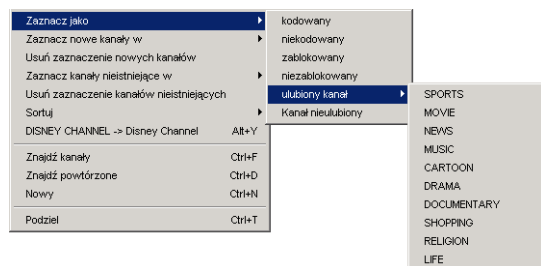 Zaznacz jako
Zaznacz nowe kanały w
Usuń zaznaczenie nowych kanałów
Zaznacz kanały nieistniejące w
Usuń zaznaczenie kanałów nieistniejących
Sortuj
DISNEY CHANNEL -> Disney Channel Alt+Y
Znajdź kanały Ctrl+F
Znajdź powtórzone Ctrl+D
Nowy Ctrl+N
Podziel Ctrl+T
kodowany
niekodowany
zablokowany
niezablokowany
ulubiony kanał
Kanał nieulubiony
SPORTS
MOVIE
NEWS
MUSIC
CARTOON
DRAMA
DOCUMENTARY
SHOPPING
RELIGION
LIFE